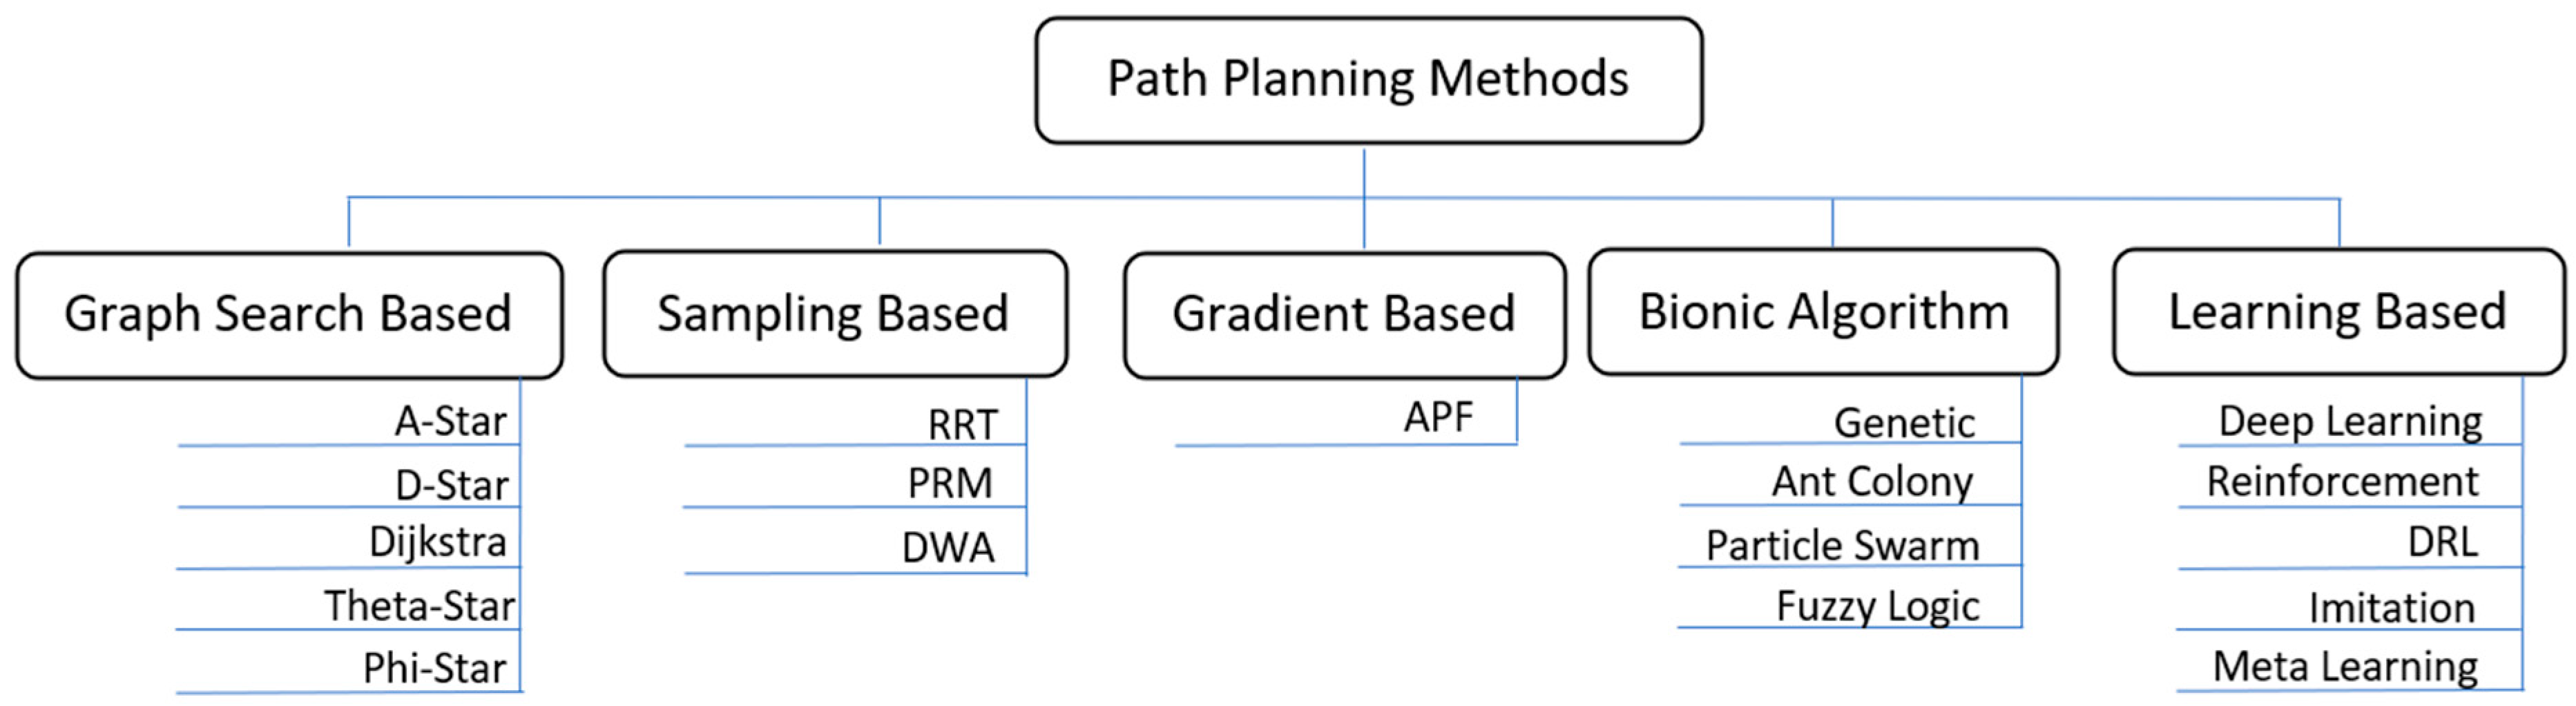 Path Planning Methods
Graph Search Based
A-Star
D-Star
Dijkstra
Theta-Star
Phi-Star
Sampling Based
RRT
PRM
DWA
Gradient Based
APF
Bionic Algorithm
Genetic
Ant Colony
Particle Swarm
Fuzzy Logic
Learning Based
Deep Learning
Reinforcement
DRL
Imitation
Meta Learning